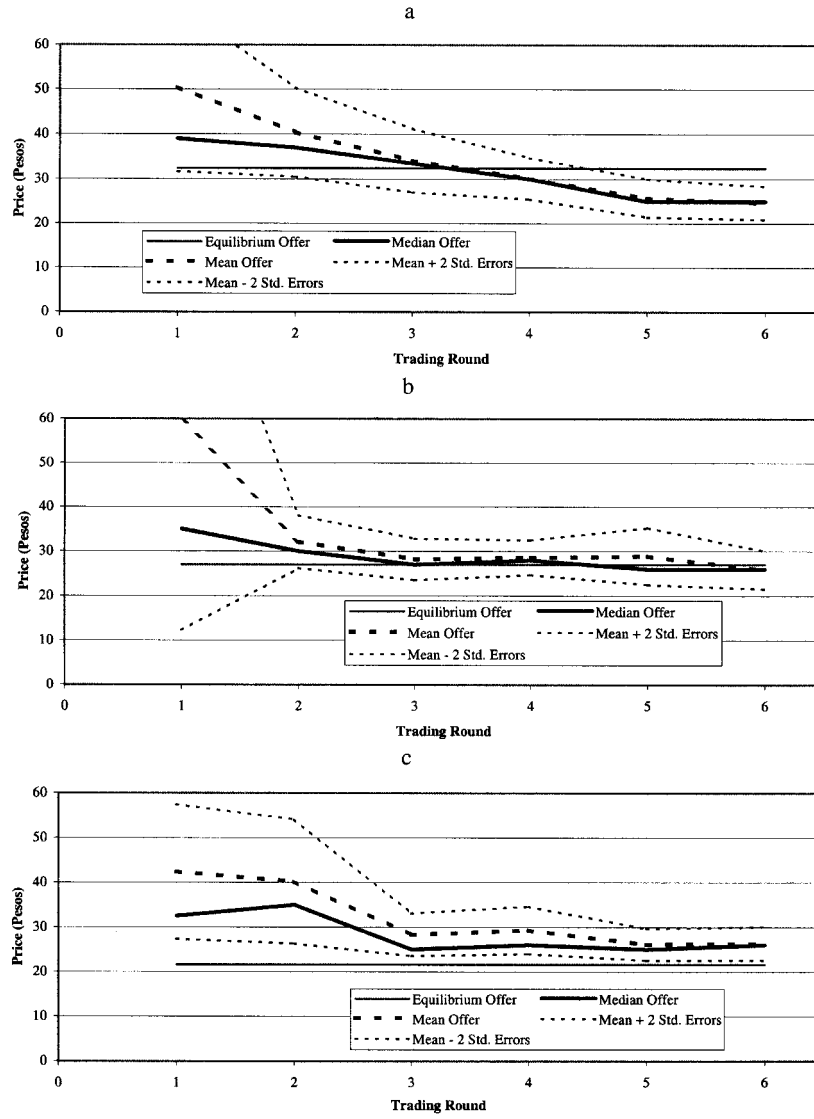 a
60
50
40
30
20
10
0
Price (Pesos)
Equilibrium Offer
Median Offer
Mean Offer
Mean + 2 Std. Errors
Mean - 2 Std. Errors
0 1 2 3 4 5 6
Trading Round
b
60
50
40
30
20
10
0
Price (Pesos)
Equilibrium Offer
Median Offer
Mean Offer
Mean + 2 Std. Errors
Mean - 2 Std. Errors
0 1 2 3 4 5 6
Trading Round
c
60
50
40
30
20
10
0
Price (Pesos)
Equilibrium Offer
Median Offer
Mean Offer
Mean + 2 Std. Errors
Mean - 2 Std. Errors
0 1 2 3 4 5 6
Trading Round